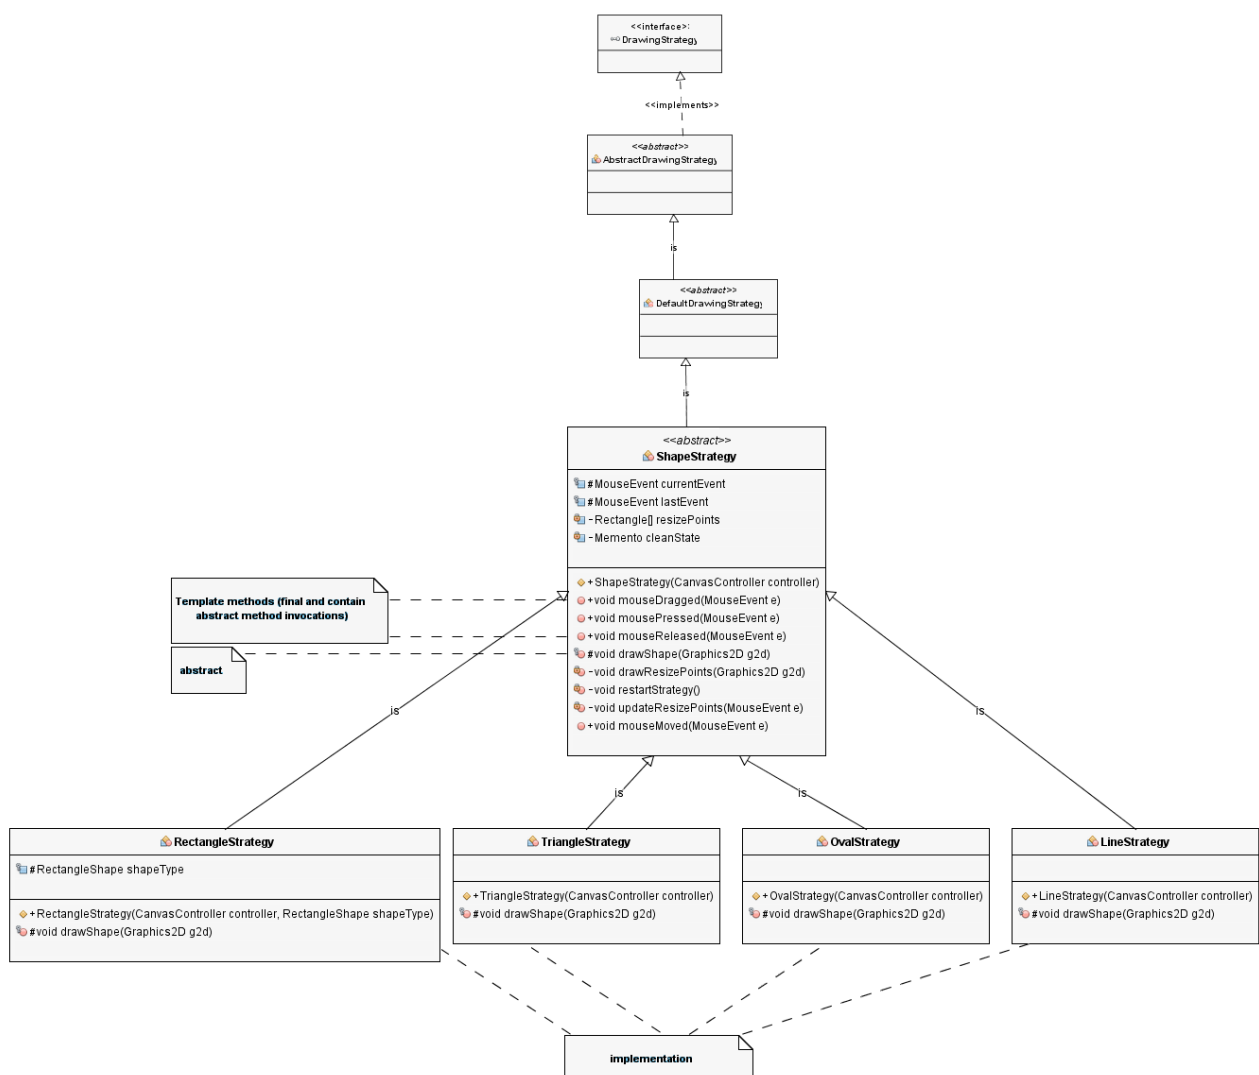 <<interface>:
DrawingStrategy
<<implements>>
<<abstract>>
AbstractDrawingStrategy
is
<<abstract>>
DefaultDrawingStrategy
is
<<abstract>>
ShapeStrategy
#MouseEvent currentEvent
#MouseEvent lastEvent
-Rectangle[] resizePoints
-Memento cleanState
+ShapeStrategy(CanvasController controller)
+void mouseDragged(MouseEvent e)
+void mousePressed(MouseEvent e)
+void mouseReleased(MouseEvent e)
#void drawShape(Graphics2D g2d)
-void drawResizePoints(Graphics2D g2d)
-void restartStrategy()
-void updateResizePoints(MouseEvent e)
+void mouseMoved(MouseEvent e)
Template methods (final and contain
abstract method invocations)
abstract
is
is
is
is
RectangleStrategy
#RectangleShape shapeType
+RectangleStrategy(CanvasController controller, RectangleShape shapeType)
#void drawShape(Graphics2D g2d)
TriangleStrategy
+TriangleStrategy(CanvasController controller)
#void drawShape(Graphics2D g2d)
OvalStrategy
+OvalStrategy(CanvasController controller)
#void drawShape(Graphics2D g2d)
LineStrategy
+LineStrategy(CanvasController controller)
#void drawShape(Graphics2D g2d)
implementation